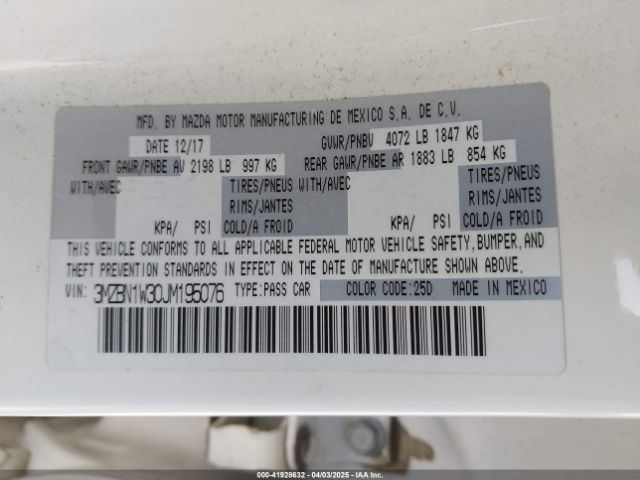 MFD. BY MAZDA MOTOR MANUFACTURING DE MEXICO S.A. DE C.V.
DATE 12/17 GVWR/PNBV 4072 LB 1847 KG
FRONT GAWR/PNBE AV 2198 LB 997 KG REAR GAWR/PNBE AR 1883 LB 854 KG
WITH/AVEC TIRES/PNEUS WITH/AVEC TIRES/PNEUS
RIMS/JANTES RIMS/JANTES
KPA/ PSI COLD/A FROID KPA/ PSI COLD/A FROID
THIS VEHICLE CONFORMS TO ALL APPLICABLE FEDERAL MOTOR VEHICLE SAFETY, BUMPER, AND
THEFT PREVENTION STANDARDS IN EFFECT ON THE DATE OF MANUFACTURE SHOWN ABOVE.
VIN: 3MZBN1W30JM195076 TYPE:PASS CAR COLOR CODE:25D MADE IN MEXICO
000-41928632 - 04/03/2025 - IAAI.COM